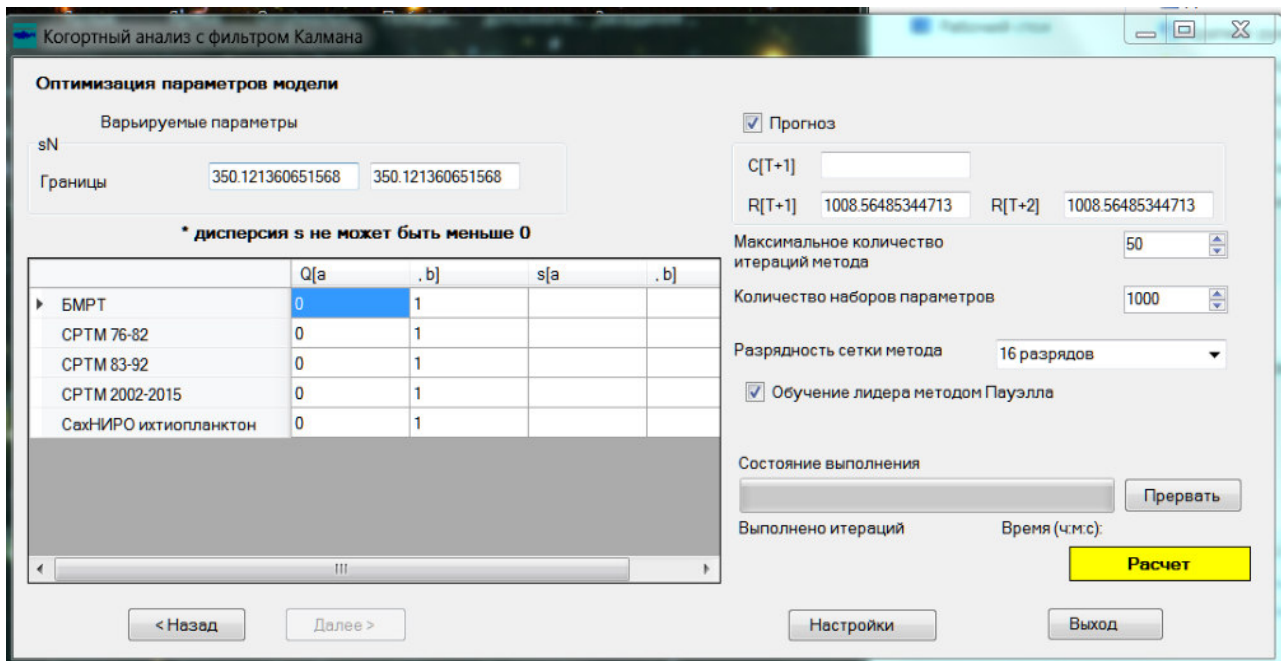 Когортный анализ с фильтром Калмана
Оптимизация параметров модели
Варьируемые параметры
sN
Границы 350.121360651568 350.121360651568
* дисперсия s не может быть меньше 0
Q[a , b] s[a , b]
БМРТ 0 1
СРТМ 76-82 0 1
СРТМ 83-92 0 1
СРТМ 2002-2015 0 1
СахНИРО ихтиопланктон 0 1
< Назад Далее >
Прогноз
C[T+1]
R[T+1] 1008.56485344713 R[T+2] 1008.56485344713
Максимальное количество
итераций метода 50
Количество наборов параметров 1000
Разрядность сетки метода 16 разрядов
Обучение лидера методом Пауэлла
Состояние выполнения
Прервать
Выполнено итераций Время (ч:м:с):
Расчет
Настройки Выход